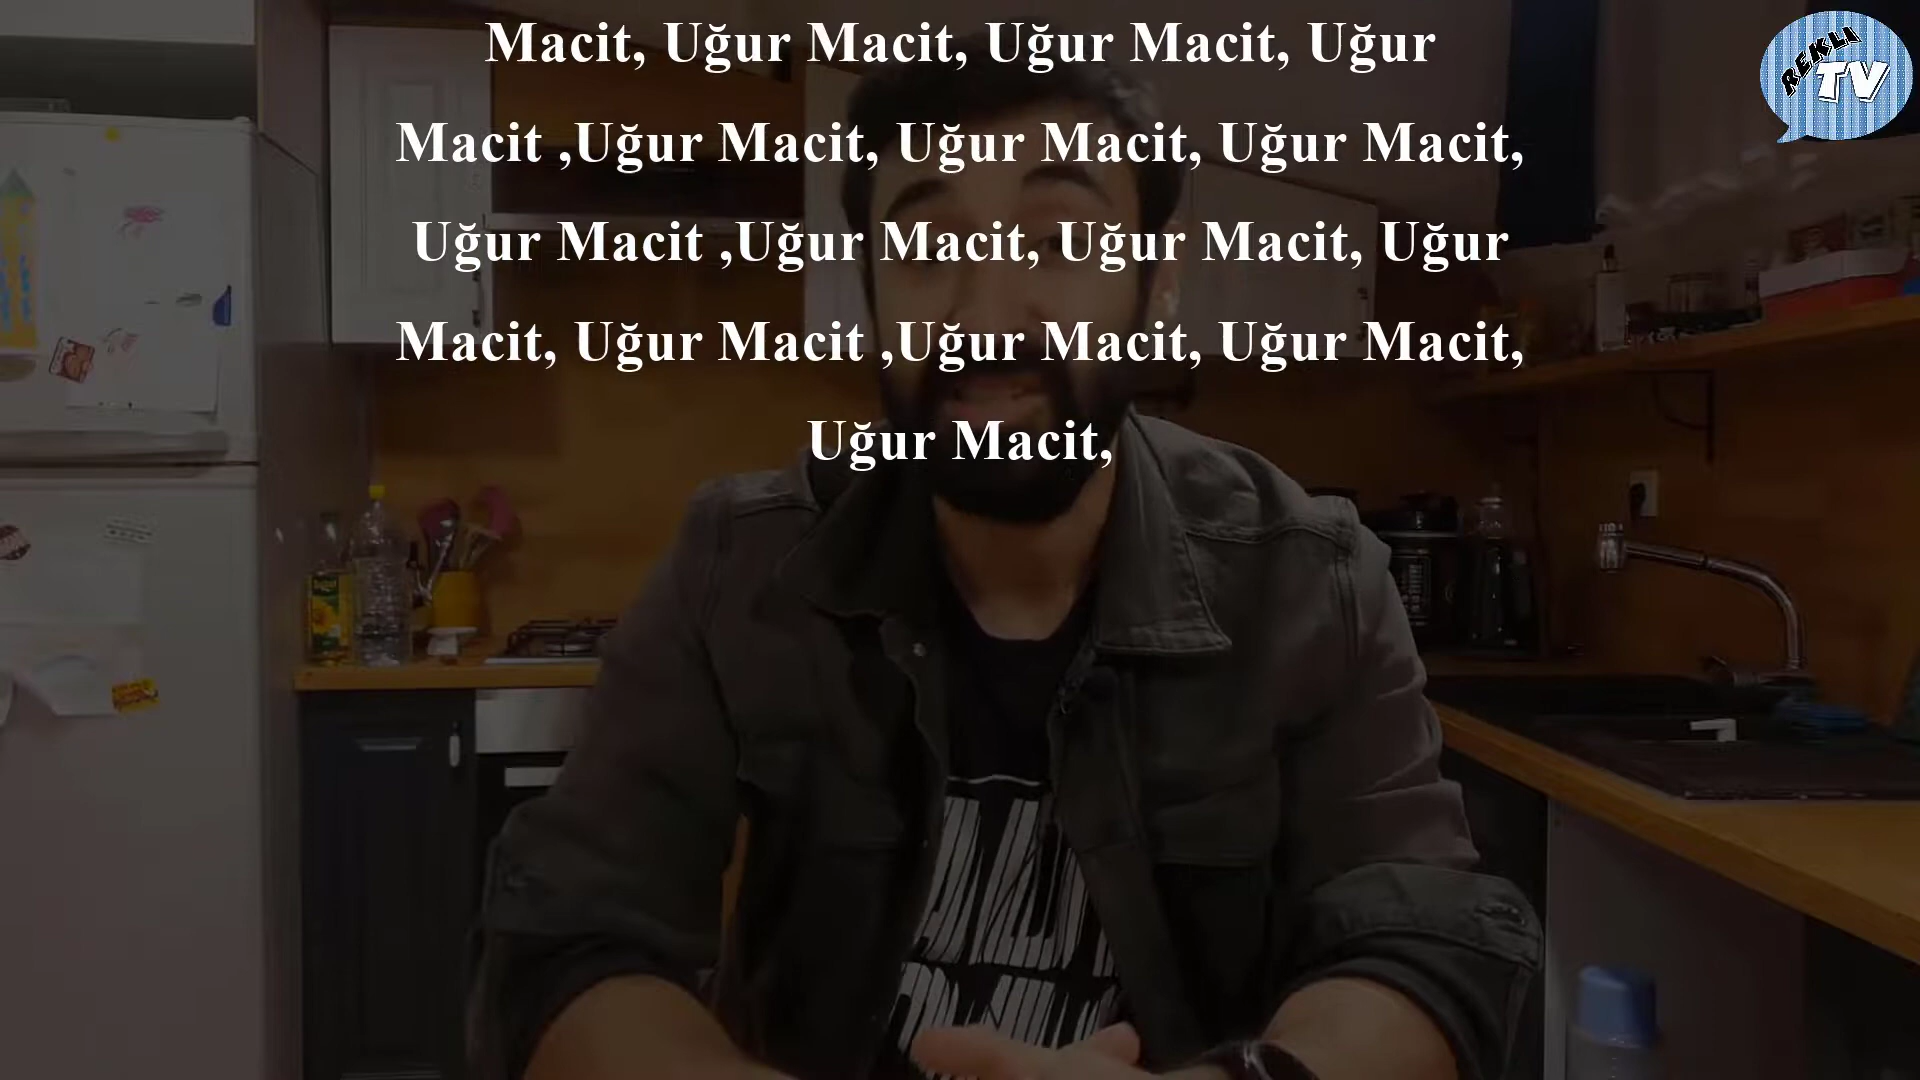 Macit, Uğur Macit, Uğur Macit, Uğur
Macit ,Uğur Macit, Uğur Macit, Uğur Macit,
Uğur Macit ,Uğur Macit, Uğur Macit, Uğur
Macit, Uğur Macit ,Uğur Macit, Uğur Macit,
Uğur Macit,
REKLI
TV